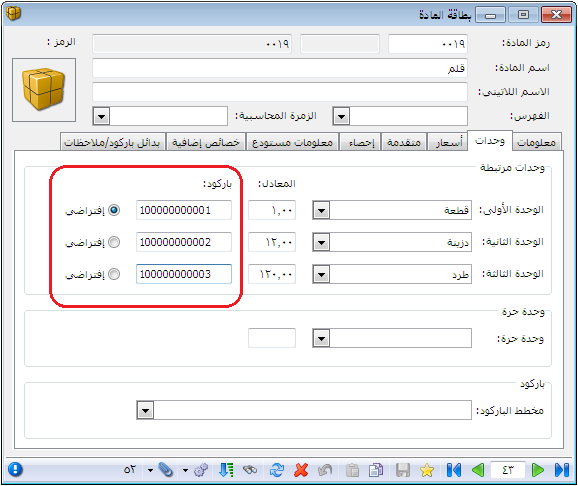 بطاقة المادة
رمز المادة: ٠٠١٩ ٠٠١٩ الرمز :
اسم المادة: قلم
الاسم اللاتيني:
الفهرس: الزمرة المحاسبية:
معلومات وحدات أسعار متقدمة إحصاء معلومات مستودع خصائص إضافية بدائل باركود/ملاحظات
وحدات مرتبطة
المعادل: باركود:
الوحدة الأولى: قطعة ١,٠٠ 100000000001 إفتراضي
الوحدة الثانية: دزينة ١٢,٠٠ 100000000002 إفتراضي
الوحدة الثالثة: طرد ١٢٠,٠٠ 100000000003 إفتراضي
وحدة حرة
وحدة حرة:
باركود
مخطط الباركود:
٤٣ ٥٢